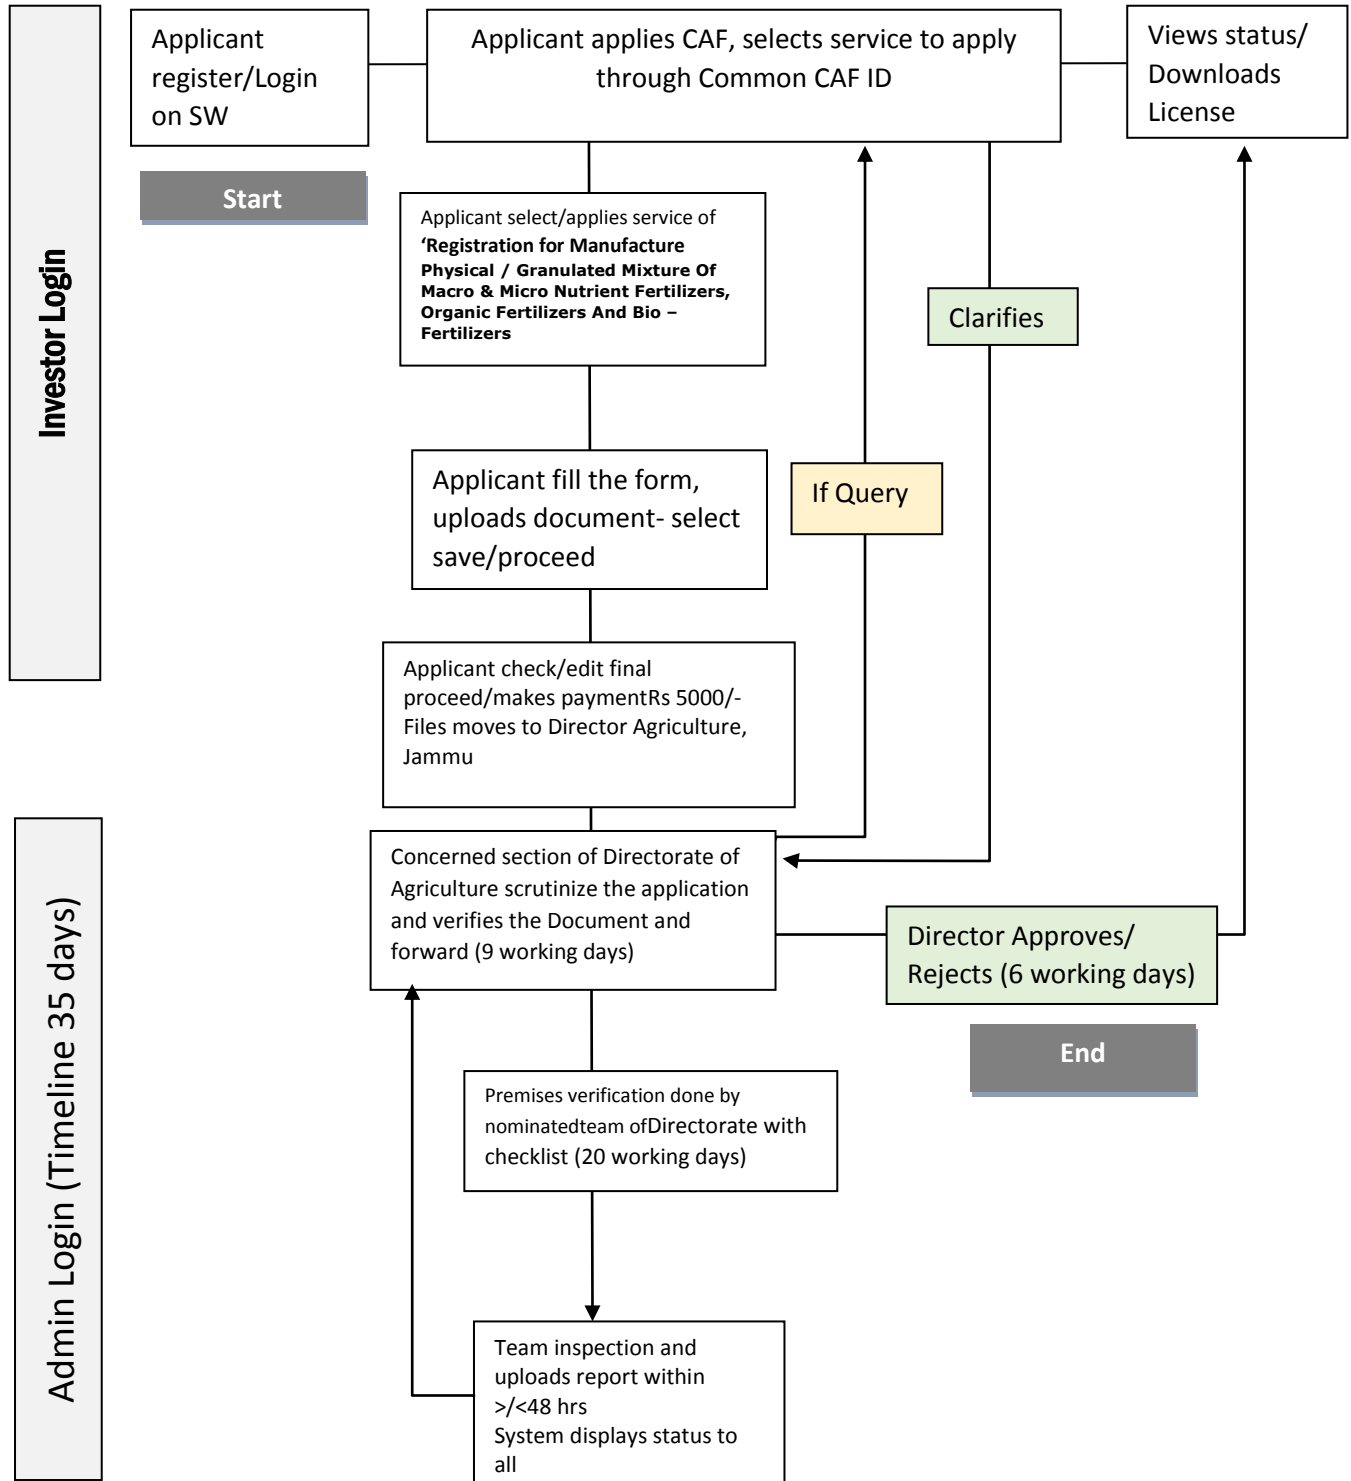 Applicant
register/Login
on SW
Applicant applies CAF, selects service to apply
through Common CAF ID
Views status/
Downloads
License
Start
Investor Login
Applicant select/applies service of
‘Registration for Manufacture
Physical / Granulated Mixture Of
Macro & Micro Nutrient Fertilizers,
Organic Fertilizers And Bio –
Fertilizers
Clarifies
If Query
Applicant fill the form,
uploads document- select
save/proceed
Applicant check/edit final
proceed/makes paymentRs 5000/-
Files moves to Director Agriculture,
Jammu
Admin Login (Timeline 35 days)
Concerned section of Directorate of
Agriculture scrutinize the application
and verifies the Document and
forward (9 working days)
Director Approves/
Rejects (6 working days)
End
Premises verification done by
nominatedteam ofDirectorate with
checklist (20 working days)
Team inspection and
uploads report within
>/<48 hrs
System displays status to
all